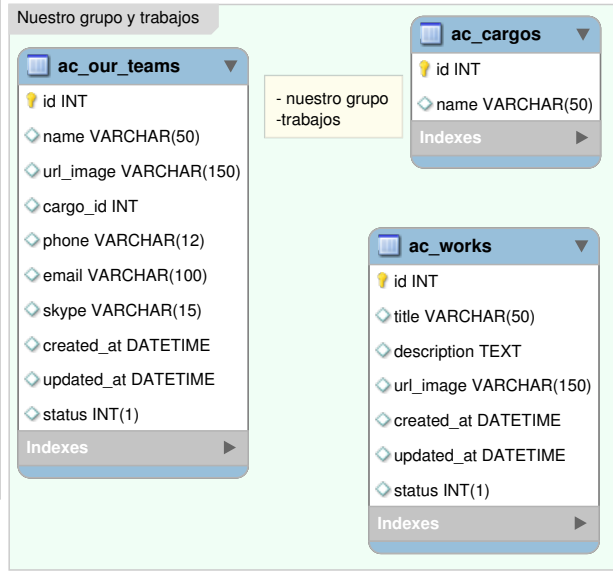 Nuestro grupo y trabajos
ac_our_teams
id INT
name VARCHAR(50)
url_image VARCHAR(150)
cargo_id INT
phone VARCHAR(12)
email VARCHAR(100)
skype VARCHAR(15)
created_at DATETIME
updated_at DATETIME
status INT(1)
Indexes
- nuestro grupo
-trabajos
ac_cargos
id INT
name VARCHAR(50)
Indexes
ac_works
id INT
title VARCHAR(50)
description TEXT
url_image VARCHAR(150)
created_at DATETIME
updated_at DATETIME
status INT(1)
Indexes